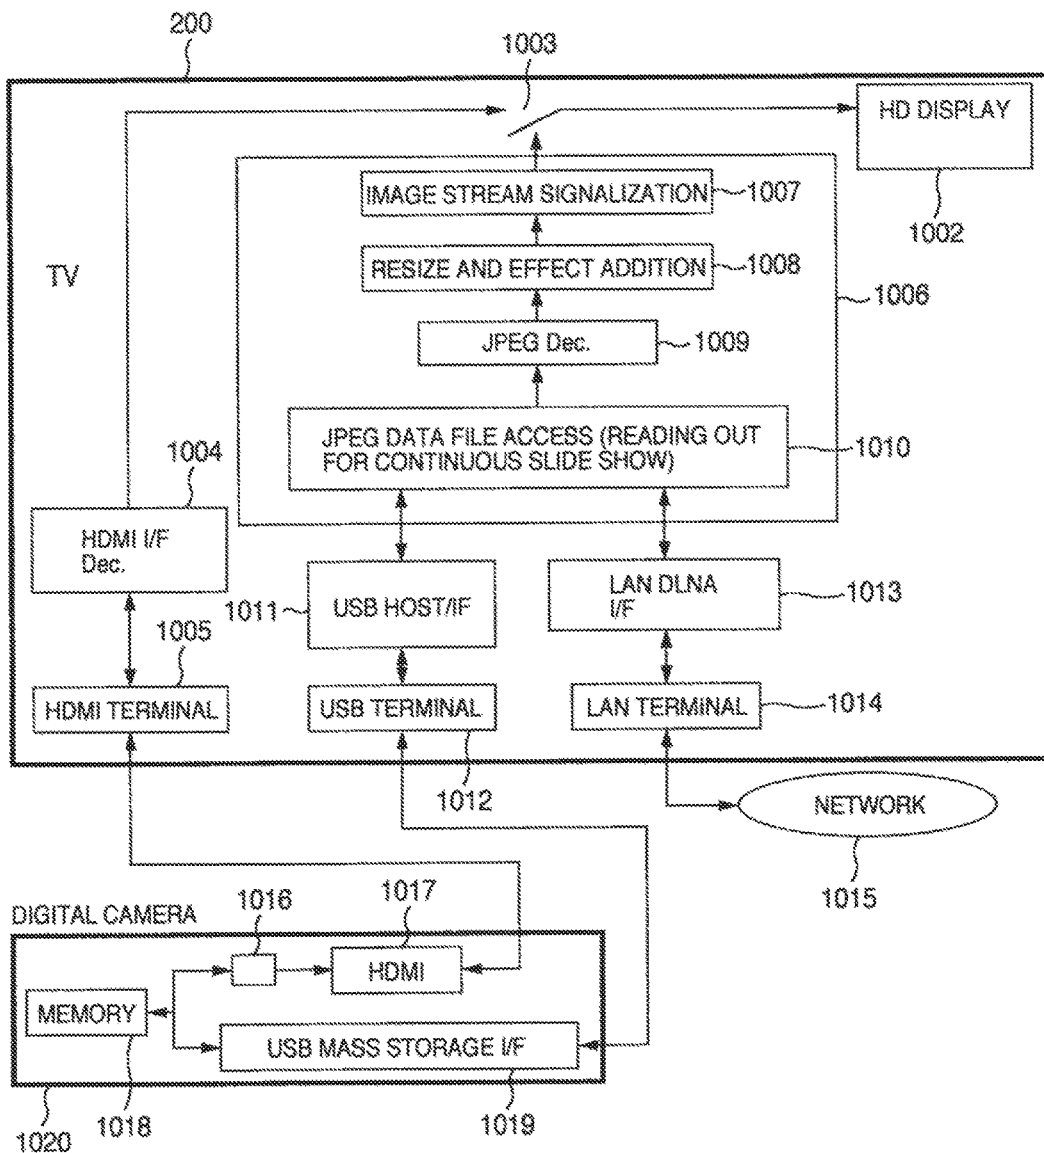 200
1003
HD DISPLAY
1002
TV
IMAGE STREAM SIGNALIZATION
1007
RESIZE AND EFFECT ADDITION
1008
1006
JPEG Dec.
1009
JPEG DATA FILE ACCESS (READING OUT
FOR CONTINUOUS SLIDE SHOW)
1010
1004
HDMI I/F
Dec.
1011
USB HOST/IF
LAN DLNA
I/F
1013
1005
HDMI TERMINAL
USB TERMINAL
LAN TERMINAL
1014
1012
NETWORK
1015
DIGITAL CAMERA
1016
1017
HDMI
MEMORY
USB MASS STORAGE I/F
1020
1018
1019